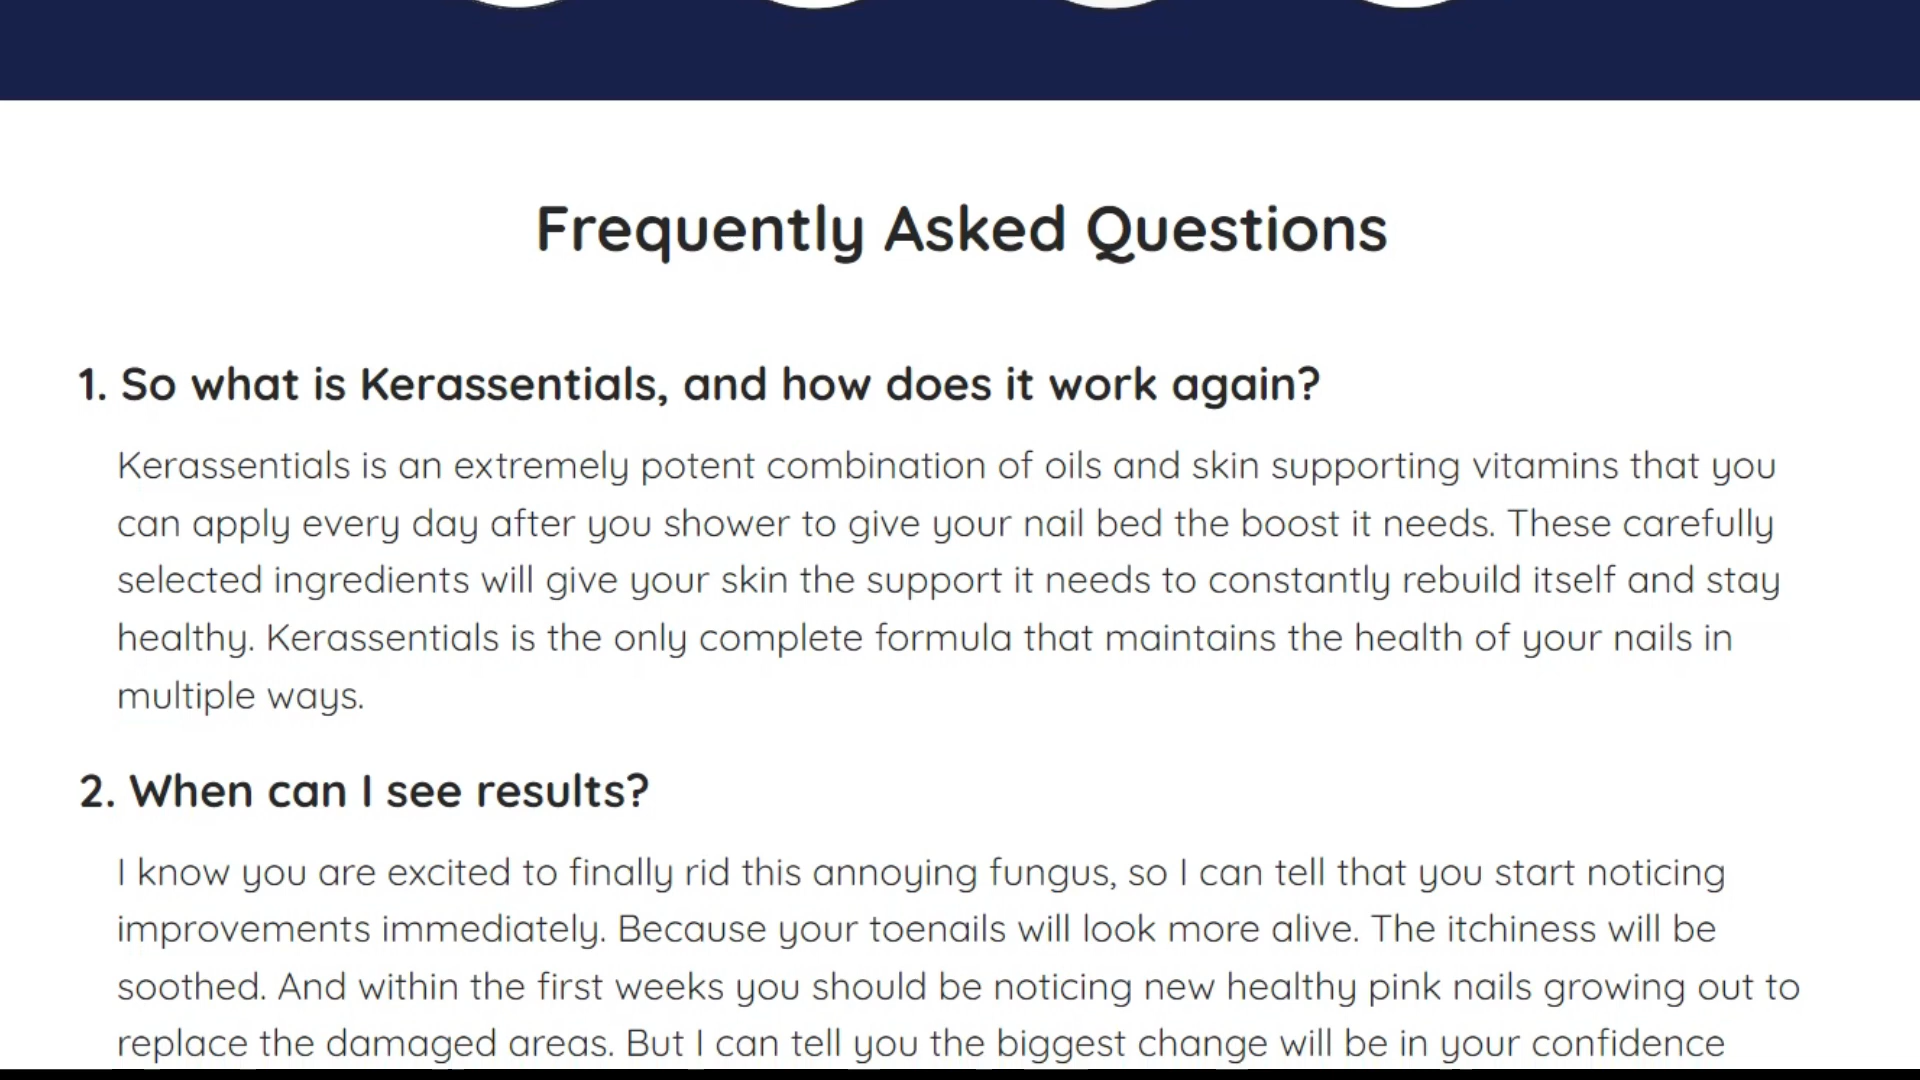 Frequently Asked Questions
1. So what is Kerassentials, and how does it work again?
Kerassentials is an extremely potent combination of oils and skin supporting vitamins that you
can apply every day after you shower to give your nail bed the boost it needs. These carefully
selected ingredients will give your skin the support it needs to constantly rebuild itself and stay
healthy. Kerassentials is the only complete formula that maintains the health of your nails in
multiple ways.
2. When can I see results?
I know you are excited to finally rid this annoying fungus, so I can tell that you start noticing
improvements immediately. Because your toenails will look more alive. The itchiness will be
soothed. And within the first weeks you should be noticing new healthy pink nails growing out to
replace the damaged areas. But I can tell you the biggest change will be in your confidence